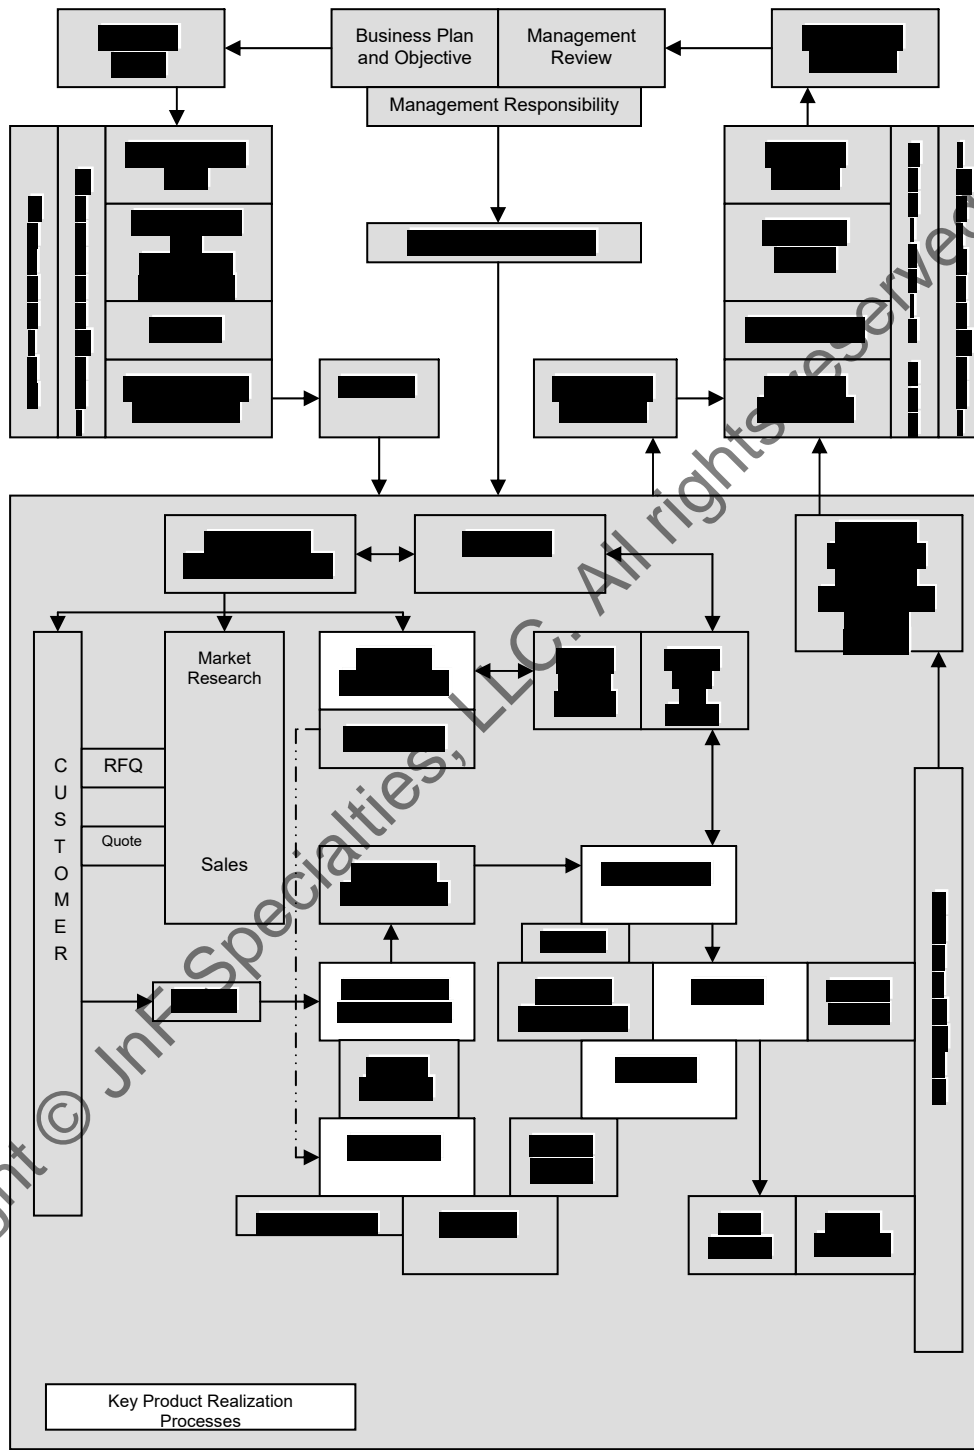 Business Plan
and Objective
Management
Review
Management Responsibility
Market
Research
C
U
S
T
O
M
E
R
RFQ
Quote
Sales
Key Product Realization
Processes
© JnF Specialties, LLC. All rights reserved